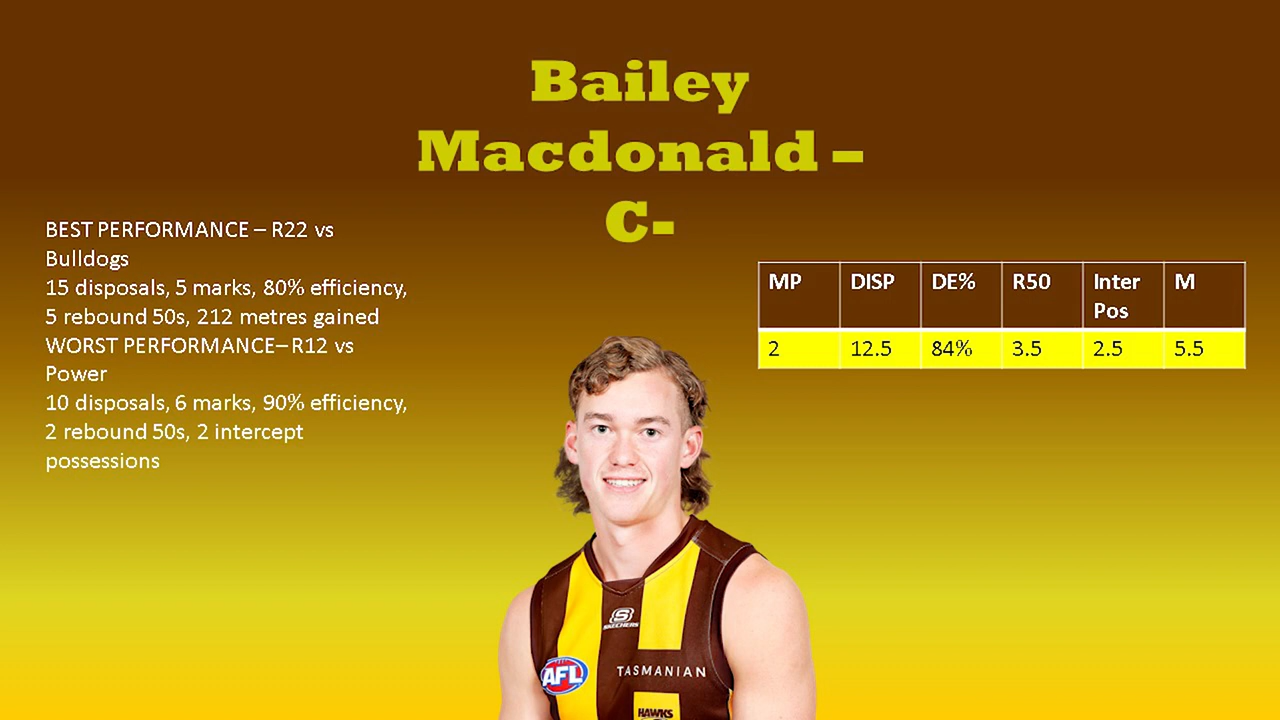 Bailey
Macdonald –
C-
BEST PERFORMANCE – R22 vs
Bulldogs
15 disposals, 5 marks, 80% efficiency,
5 rebound 50s, 212 metres gained
WORST PERFORMANCE– R12 vs
Power
10 disposals, 6 marks, 90% efficiency,
2 rebound 50s, 2 intercept
possessions
MP DISP DE% R50 Inter Pos M
2 12.5 84% 3.5 2.5 5.5
SKECHERS
AFL
TASMANIAN
HAWKS